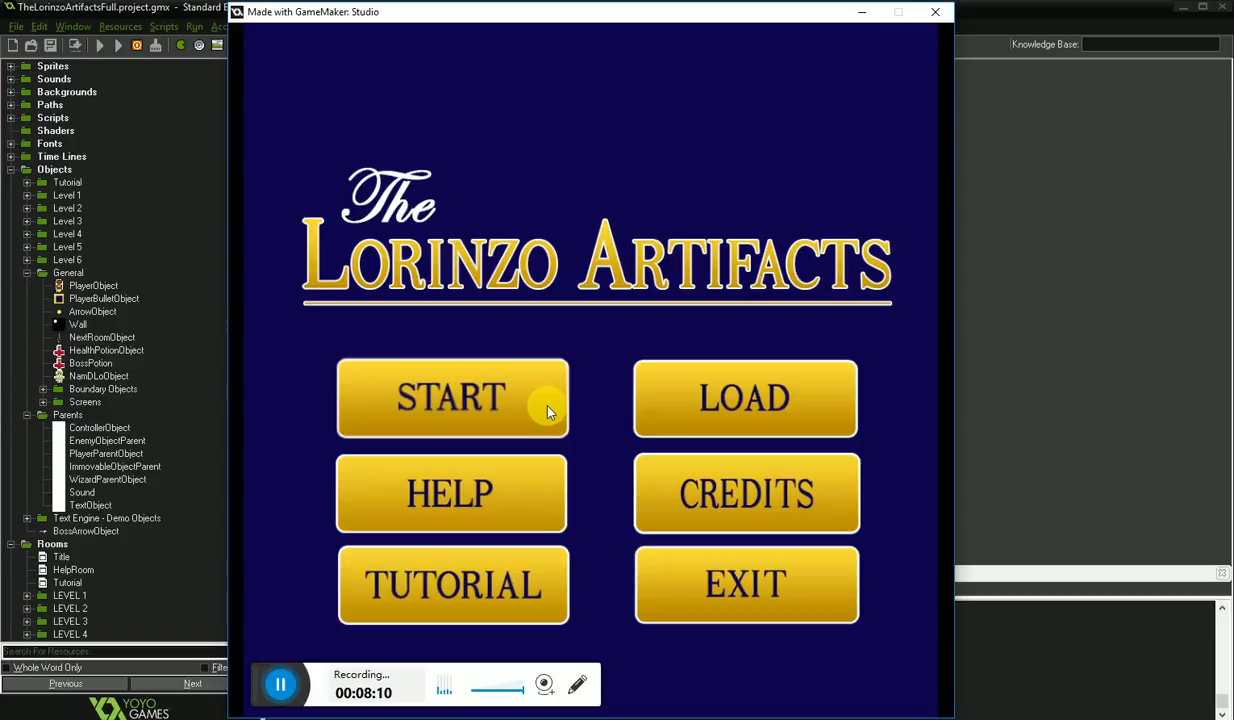 TheLorinzoArtifactsFull.project.gmx - Standard E
Made with GameMaker: Studio
File Edit Window Resources Scripts Run
Knowledge Base:
Sprites
Sounds
Backgrounds
Paths
Scripts
Shaders
Fonts
Time Lines
Objects
Tutorial
Level 1
Level 2
Level 3
Level 4
Level 5
Level 6
General
PlayerObject
PlayerBulletObject
ArrowObject
Wall
NextRoomObject
HealthPotionObject
BossPotion
NamDLoObject
Boundary Objects
Screens
Parents
ControllerObject
EnemyObjectParent
PlayerParentObject
ImmovableObjectParent
WizardParentObject
Sound
TextObject
Text Engine - Demo Objects
BossArrowObject
Rooms
Title
HelpRoom
Tutorial
LEVEL 1
LEVEL 2
LEVEL 3
LEVEL 4
Search For Resources...
Whole Word Only
Previous Next
YOYO
GAMES
The
LORINZO ARTIFACTS
START
LOAD
HELP
CREDITS
TUTORIAL
EXIT
Recording...
00:08:10